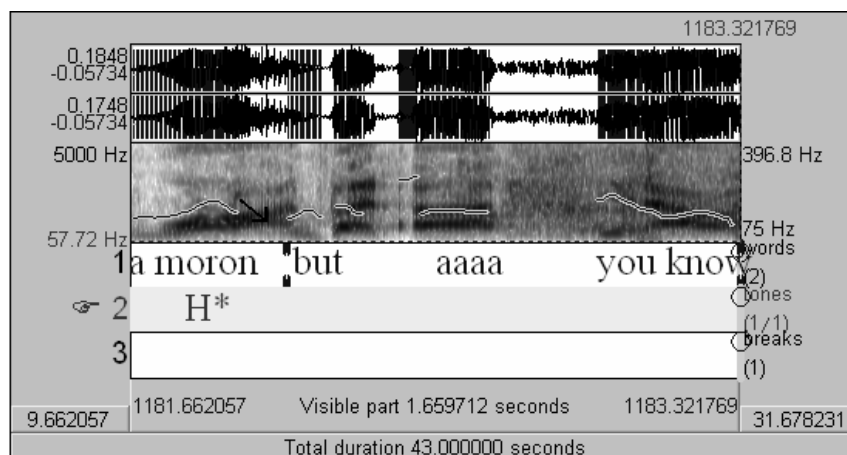 1183.321769
0.1848
-0.05734
0.1748
-0.05734
5000 Hz
396.8 Hz
57.72 Hz
75 Hz
1 a moron but aaaa you know
words
(2)
2 H*
tones
(1/1)
3
breaks
(1)
1181.662057 Visible part 1.659712 seconds 1183.321769
9.662057 31.678231
Total duration 43.000000 seconds